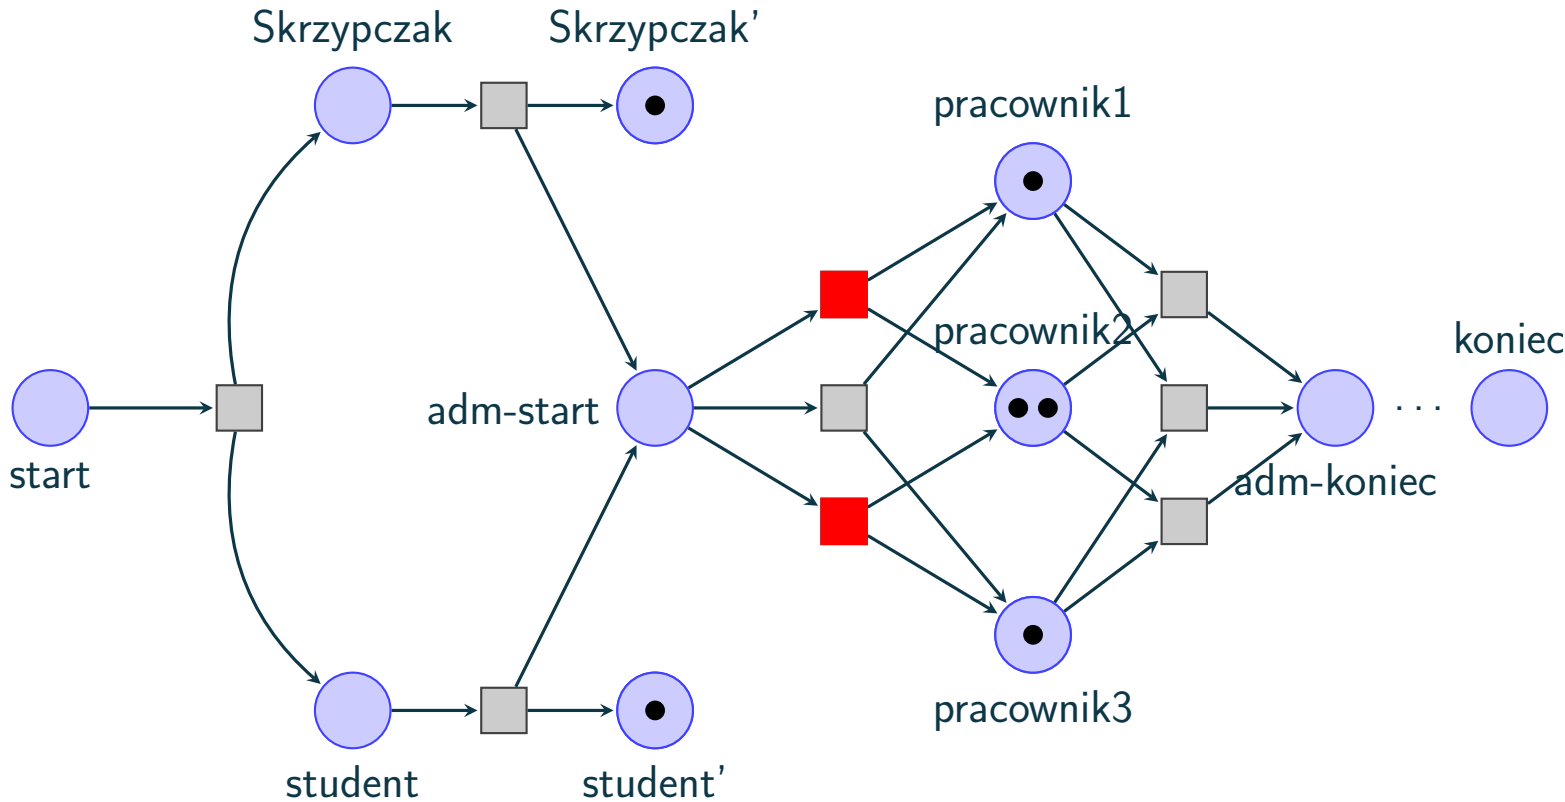 Skrzypczak
Skrzypczak’
pracownik1
pracownik2
koniec
adm-start
. . .
start
adm-koniec
pracownik3
student
student’